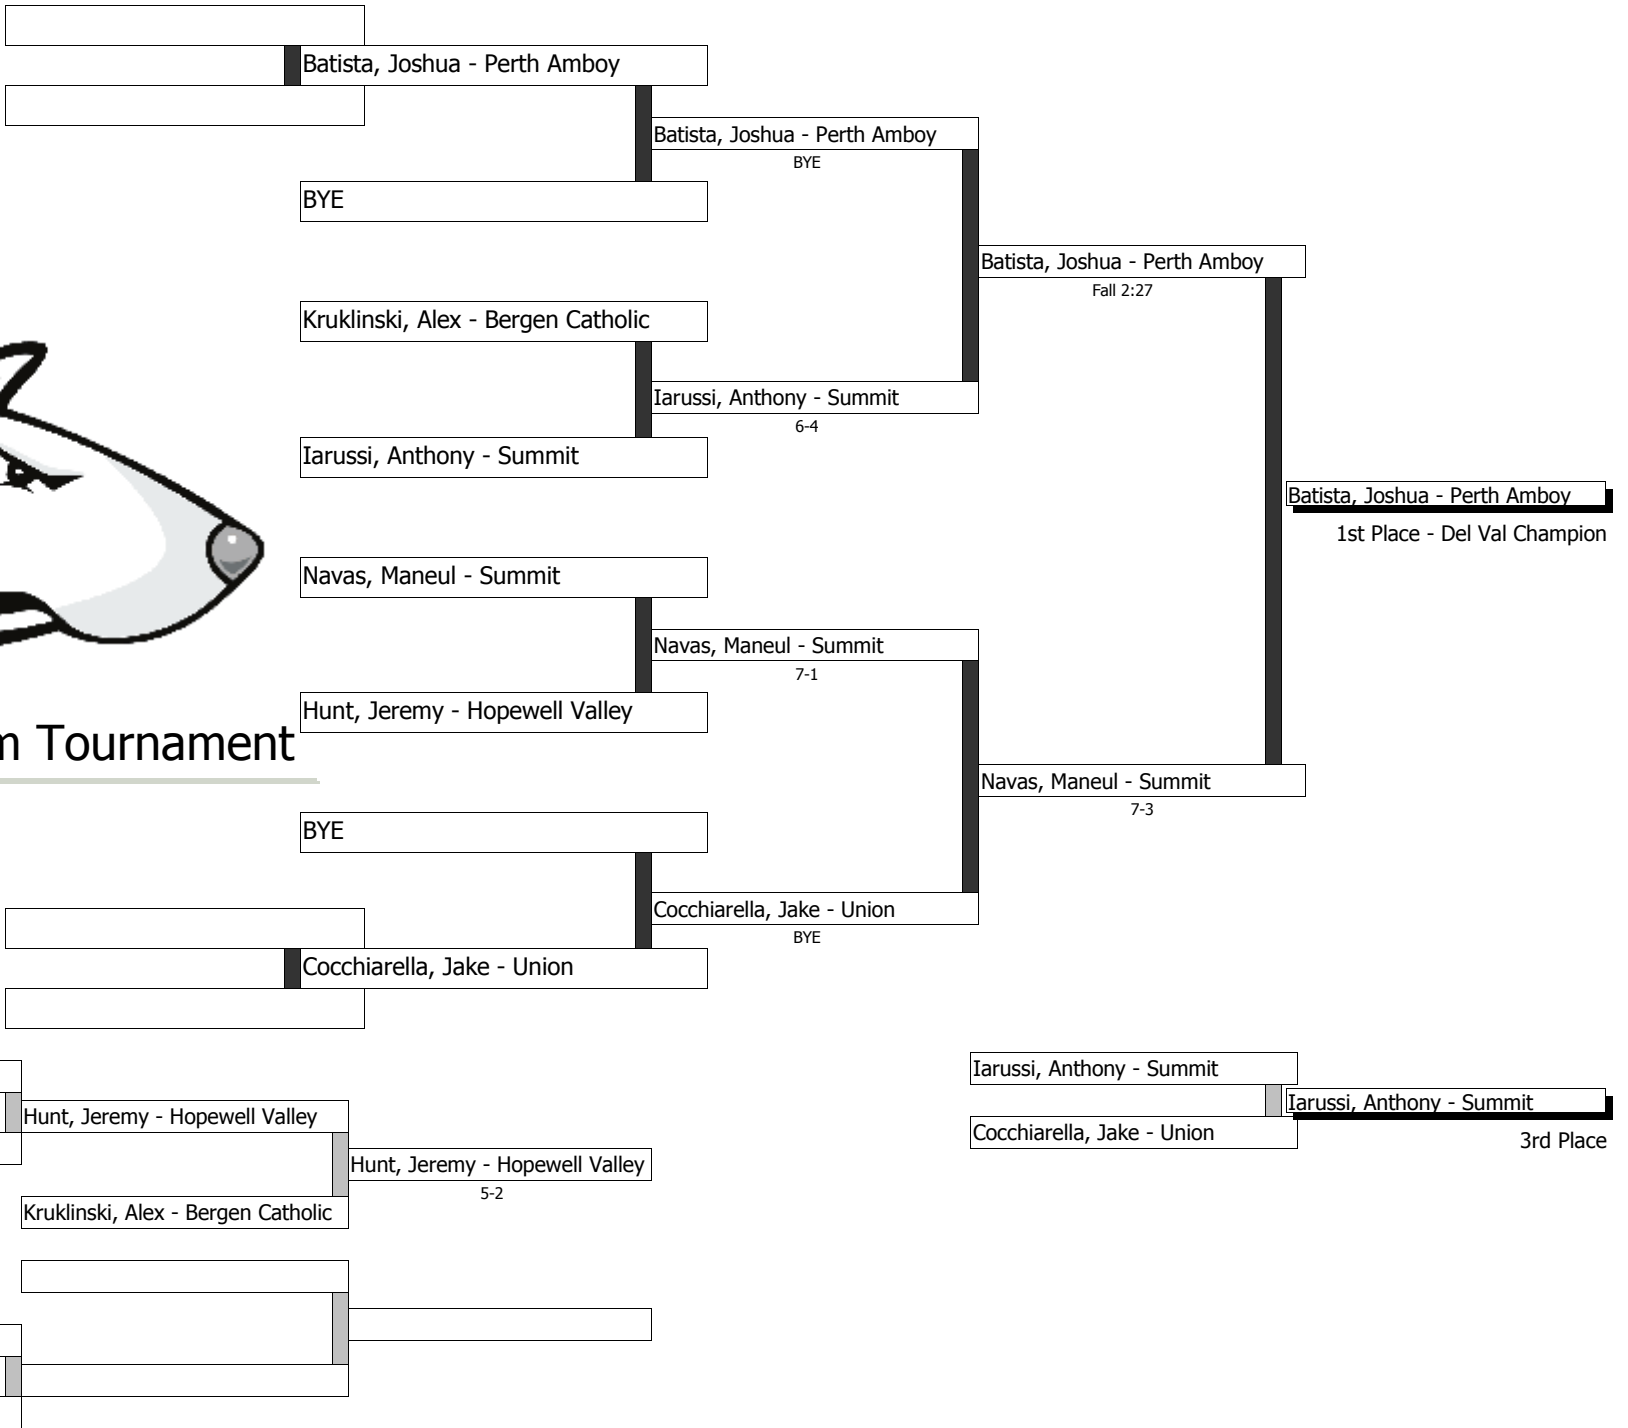 Batista, Joshua - Perth Amboy
Batista, Joshua - Perth Amboy
BYE
BYE
Batista, Joshua - Perth Amboy
Fall 2:27
Kruklinski, Alex - Bergen Catholic
Iarussi, Anthony - Summit
6-4
Iarussi, Anthony - Summit
Batista, Joshua - Perth Amboy
1st Place - Del Val Champion
Navas, Maneul - Summit
Navas, Maneul - Summit
7-1
Hunt, Jeremy - Hopewell Valley
m Tournament
Navas, Maneul - Summit
7-3
BYE
Cocchiarella, Jake - Union
BYE
Cocchiarella, Jake - Union
Iarussi, Anthony - Summit
Iarussi, Anthony - Summit
Cocchiarella, Jake - Union
3rd Place
Hunt, Jeremy - Hopewell Valley
Hunt, Jeremy - Hopewell Valley
5-2
Kruklinski, Alex - Bergen Catholic